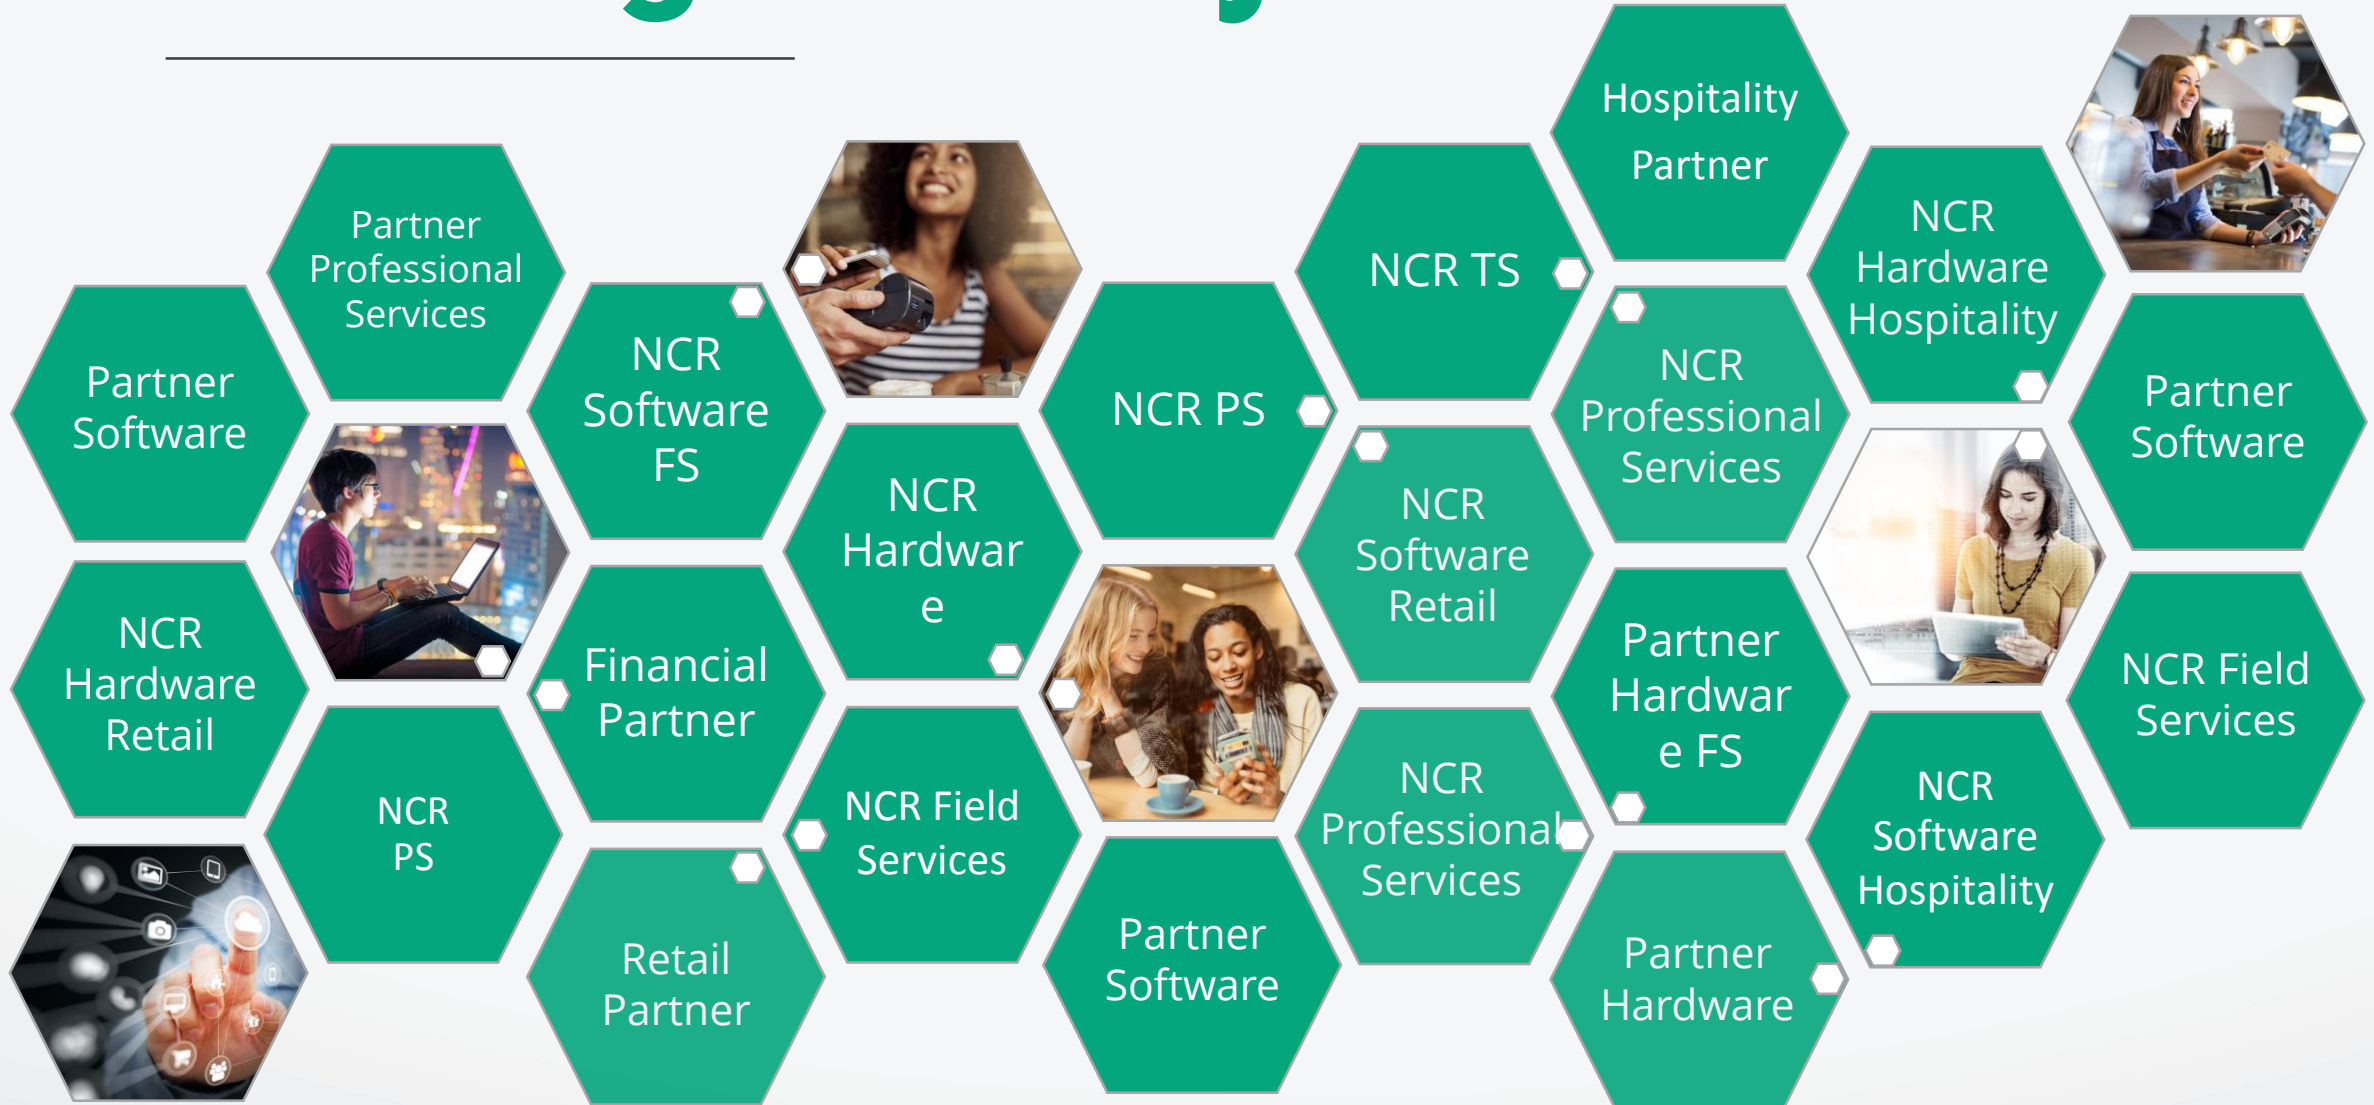 Hospitality
Partner
Partner
Professional
Services
NCR TS
NCR
Hardware
Hospitality
Partner
Software
NCR
Software
FS
NCR PS
NCR
Professional
Services
Partner
Software
NCR
Hardwar
e
NCR
Software
Retail
NCR
Hardware
Retail
Financial
Partner
Partner
Hardwar
e FS
NCR Field
Services
NCR
PS
NCR Field
Services
NCR
Professional
Services
NCR
Software
Hospitality
Retail
Partner
Partner
Software
Partner
Hardware